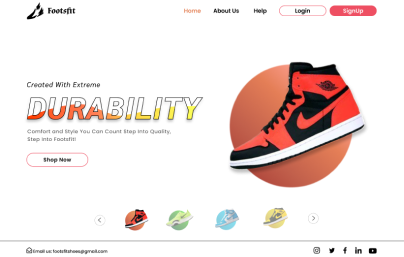 Footsfit
Home About Us Help Login SignUp
Created With Extreme
DURABILITY
Comfort and Style You Can Count Step Into Quality,
Step Into Footsfit!
Shop Now
Email us: footsfitshoes@gmail.com